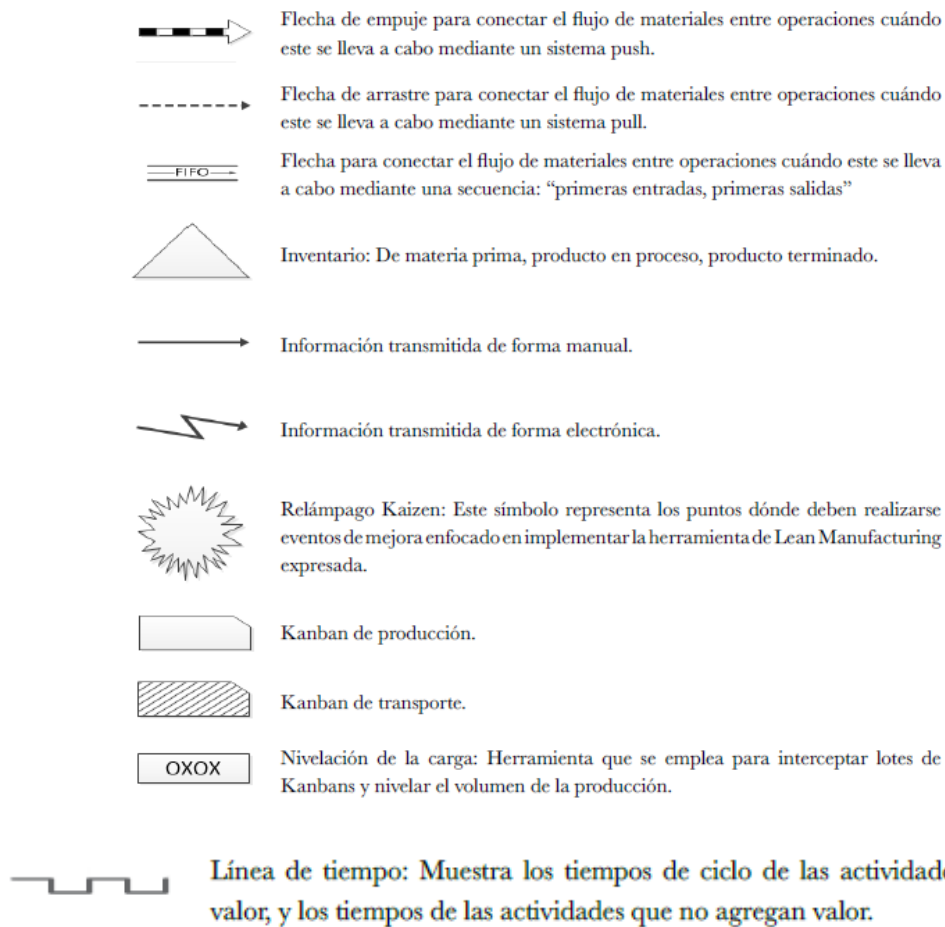 Flecha de empuje para conectar el flujo de materiales entre operaciones cuándo
este se lleva a cabo mediante un sistema push.
Flecha de arrastre para conectar el flujo de materiales entre operaciones cuándo
este se lleva a cabo mediante un sistema pull.
FIFO
Flecha para conectar el flujo de materiales entre operaciones cuándo este se lleva
a cabo mediante una secuencia: “primeras entradas, primeras salidas”
Inventario: De materia prima, producto en proceso, producto terminado.
Información transmitida de forma manual.
Información transmitida de forma electrónica.
Relámpago Kaizen: Este símbolo representa los puntos dónde deben realizarse
eventos de mejora enfocado en implementar la herramienta de Lean Manufacturing
expresada.
Kanban de producción.
Kanban de transporte.
OXOX
Nivelación de la carga: Herramienta que se emplea para interceptar lotes de
Kanbans y nivelar el volumen de la producción.
Línea de tiempo: Muestra los tiempos de ciclo de las actividade
valor, y los tiempos de las actividades que no agregan valor.